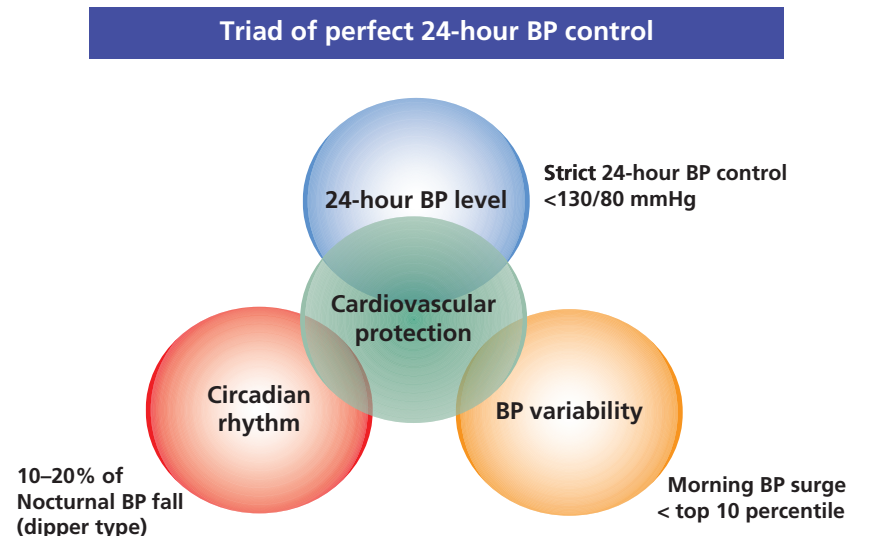 Triad of perfect 24-hour BP control
24-hour BP level
Strict 24-hour BP control
<130/80 mmHg
Cardiovascular
protection
Circadian
rhythm
BP variability
10–20% of
Nocturnal BP fall
(dipper type)
Morning BP surge
< top 10 percentile